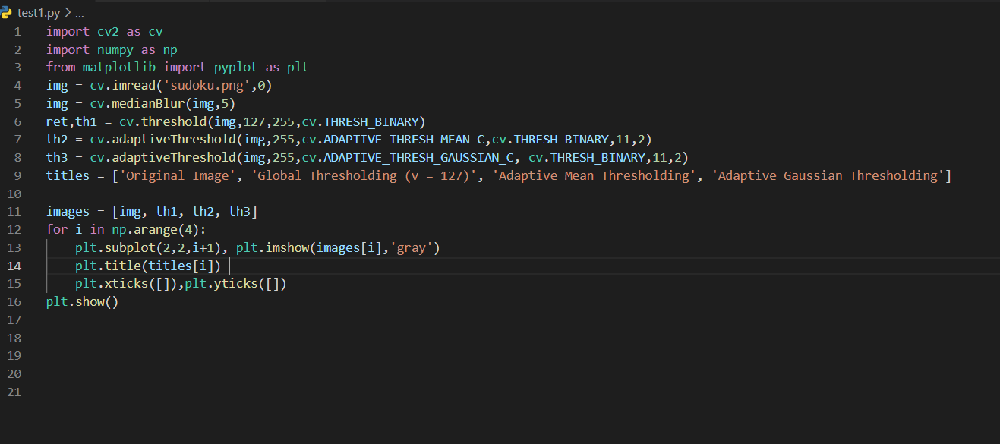 test1.py > ...
1 import cv2 as cv
2 import numpy as np
3 from matplotlib import pyplot as plt
4 img = cv.imread('sudoku.png',0)
5 img = cv.medianBlur(img,5)
6 ret,th1 = cv.threshold(img,127,255,cv.THRESH_BINARY)
7 th2 = cv.adaptiveThreshold(img,255,cv.ADAPTIVE_THRESH_MEAN_C,cv.THRESH_BINARY,11,2)
8 th3 = cv.adaptiveThreshold(img,255,cv.ADAPTIVE_THRESH_GAUSSIAN_C, cv.THRESH_BINARY,11,2)
9 titles = ['Original Image', 'Global Thresholding (v = 127)', 'Adaptive Mean Thresholding', 'Adaptive Gaussian Thresholding']
10
11 images = [img, th1, th2, th3]
12 for i in np.arange(4):
13     plt.subplot(2,2,i+1), plt.imshow(images[i],'gray')
14     plt.title(titles[i])
15     plt.xticks([]),plt.yticks([])
16 plt.show()
17
18
19
20
21